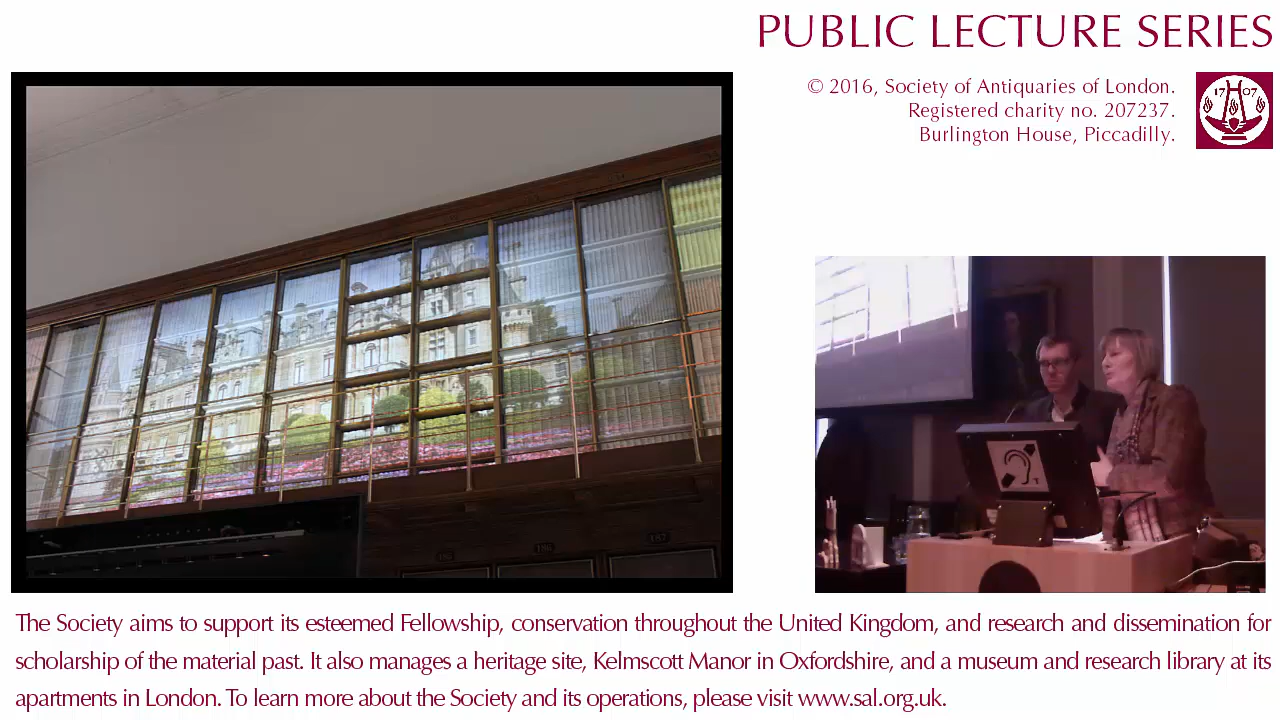 PUBLIC LECTURE SERIES
© 2016, Society of Antiquaries of London.
Registered charity no. 207237.
Burlington House, Piccadilly.
17 07
186
187
The Society aims to support its esteemed Fellowship, conservation throughout the United Kingdom, and research and dissemination for
scholarship of the material past. It also manages a heritage site, Kelmscott Manor in Oxfordshire, and a museum and research library at its
apartments in London. To learn more about the Society and its operations, please visit www.sal.org.uk.